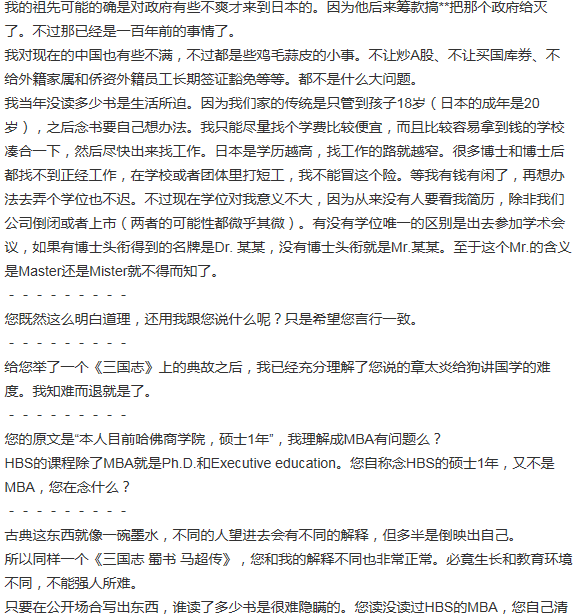 我的祖先可能的确是对政府有些不爽才来到日本的。因为他后来筹款搞**把那个政府给灭
了。不过那已经是一百年前的事情了。
我对现在的中国也有些不满，不过都是些鸡毛蒜皮的小事。不让炒A股、不让买国库券、不
给外籍家属和侨资外籍员工长期签证豁免等等。都不是什么大问题。
我当年没读多少书是生活所迫。因为我们家的传统是只管到孩子18岁（日本的成年是20
岁），之后念书要自己想办法。我只能尽量找个学费比较便宜，而且比较容易拿到钱的学校
凑合一下，然后尽快出来找工作。日本是学历越高，找工作的路就越窄。很多博士和博士后
都找不到正经工作，在学校或者团体里打短工，我不能冒这个险。等我有钱有闲了，再想办
法去弄个学位也不迟。不过现在学位对我意义不大，因为从来没有人要看我简历，除非我们
公司倒闭或者上市（两者的可能性都微乎其微）。有没有学位唯一的区别是出去参加学术会
议，如果有博士头衔得到的名牌是Dr. 某某，没有博士头衔就是Mr.某某。至于这个Mr.的含义
是Master还是Mister就不得而知了。
－－－－－－－－－
您既然这么明白道理，还用我跟您说什么呢？只是希望您言行一致。
－－－－－－－－－
给您举了一个《三国志》上的典故之后，我已经充分理解了您说的章太炎给狗讲国学的难
度。我知难而退就是了。
－－－－－－－－－
您的原文是“本人目前哈佛商学院，硕士1年”，我理解成MBA有问题么？
HBS的课程除了MBA就是Ph.D.和Executive education。您自称念HBS的硕士1年，又不是
MBA，您在念什么？
－－－－－－－－－
古典这东西就像一碗墨水，不同的人望进去会有不同的解释，但多半是倒映出自己。
所以同样一个《三国志 蜀书 马超传》，您和我的解释不同也非常正常。必竟生长和教育环境
不同，不能强人所难。
只要在公开场合写出东西，谁读了多少书是很难隐瞒的。您读没读过HBS的MBA，您自己清